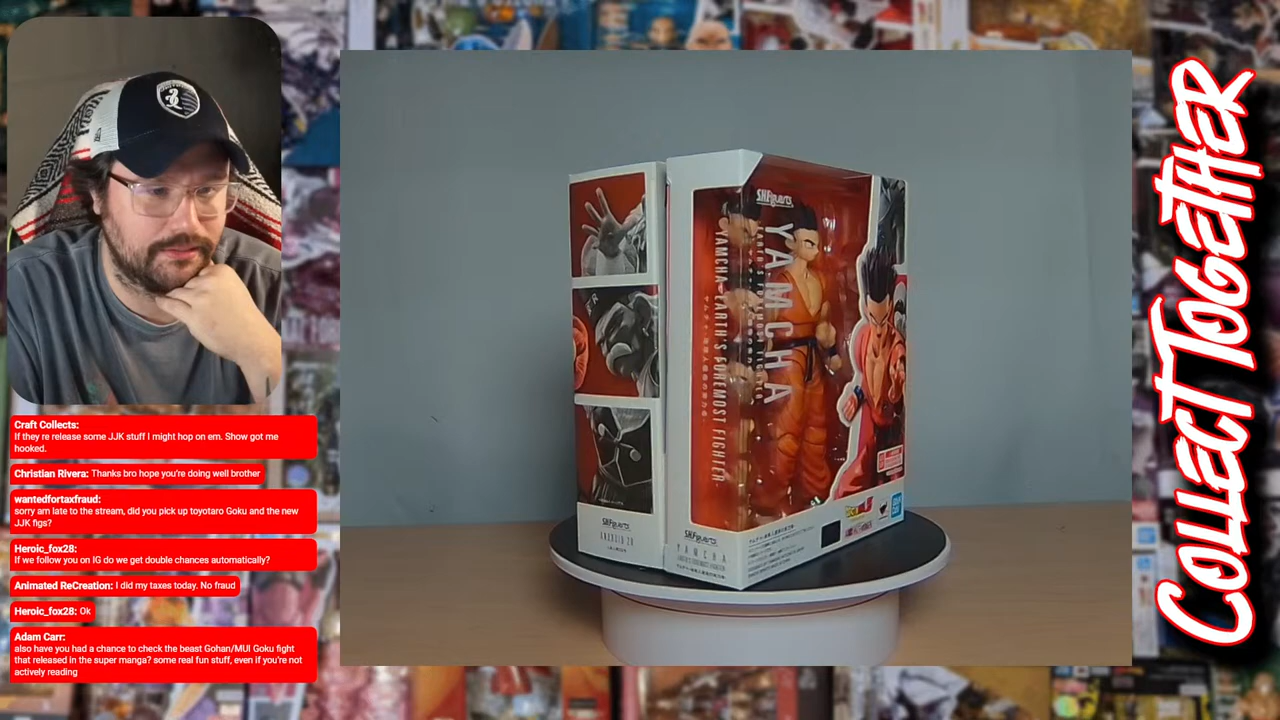 Craft Collects:
If they re release some JJK stuff I might hop on em. Show got me
hooked.
Christian Rivera: Thanks bro hope you're doing well brother
wantedfortaxfraud:
sorry am late to the stream, did you pick up toyotaro Goku and the new
JJK figs?
Heroic_fox28:
If we follow you on IG do we get double chances automatically?
Animated ReCreation: I did my taxes today. No fraud
Heroic_fox28: Ok
Adam Carr:
also have you had a chance to check the beast Gohan/MUI Goku fight
that released in the super manga? some real fun stuff, even if you're not
actively reading
S.H.Figuarts
YAMCHA
EARTH'S FOREMOST FIGHTER
YAMCHA -EARTH'S FOREMOST FIGHTER-
S.H.Figuarts
YAMCHA
S.H.Figuarts
ANDROID 20
COLLECT TOGETHER